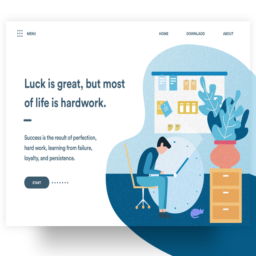 MENU
HOME
DOWNLAOD
ABOUT
Luck is great, but most
of life is hardwork.
Success is the result of perfection,
hard work, learning from failure,
loyalty, and persistence.
START